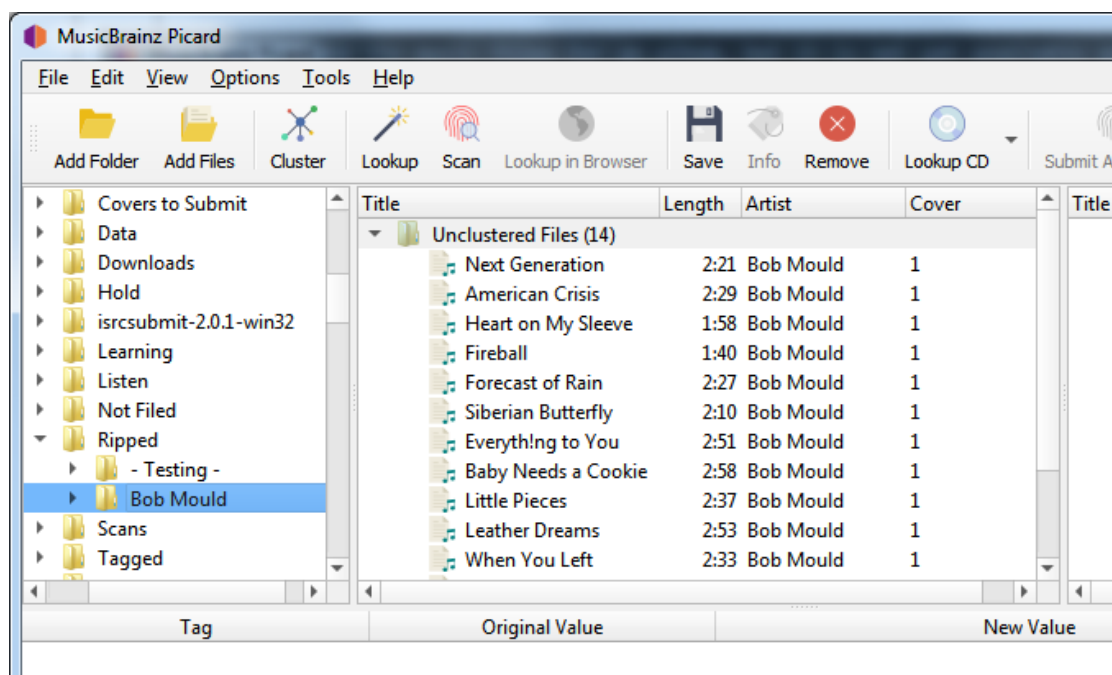 MusicBrainz Picard
File Edit View Options Tools Help
Add Folder Add Files Cluster Lookup Scan Lookup in Browser Save Info Remove Lookup CD Submit A
Covers to Submit
Data
Downloads
Hold
isrcsubmit-2.0.1-win32
Learning
Listen
Not Filed
Ripped
- Testing -
Bob Mould
Scans
Tagged
Title Length Artist Cover
Unclustered Files (14)
Next Generation 2:21 Bob Mould 1
American Crisis 2:29 Bob Mould 1
Heart on My Sleeve 1:58 Bob Mould 1
Fireball 1:40 Bob Mould 1
Forecast of Rain 2:27 Bob Mould 1
Siberian Butterfly 2:10 Bob Mould 1
Everyth!ng to You 2:51 Bob Mould 1
Baby Needs a Cookie 2:58 Bob Mould 1
Little Pieces 2:37 Bob Mould 1
Leather Dreams 2:53 Bob Mould 1
When You Left 2:33 Bob Mould 1
Title
Tag Original Value New Value